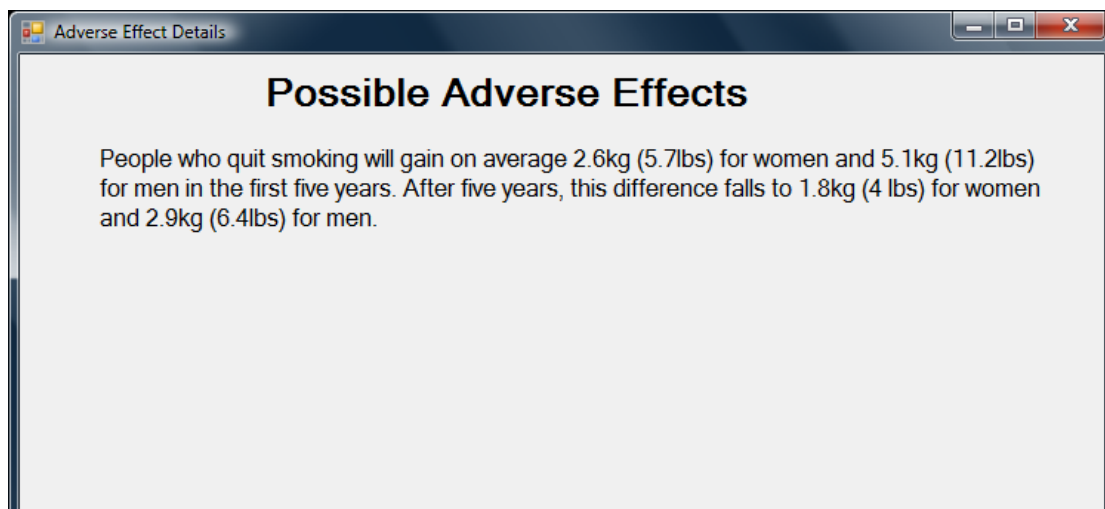 Adverse Effect Details
Possible Adverse Effects
People who quit smoking will gain on average 2.6kg (5.7lbs) for women and 5.1kg (11.2lbs)
for men in the first five years. After five years, this difference falls to 1.8kg (4 lbs) for women
and 2.9kg (6.4lbs) for men.